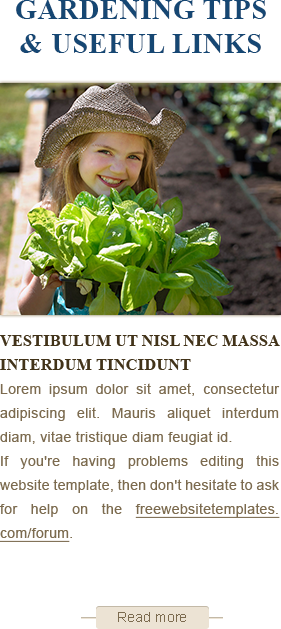 GARDENING TIPS
& USEFUL LINKS
VESTIBULUM UT NISL NEC MASSA
INTERDUM TINCIDUNT
Lorem ipsum dolor sit amet, consectetur
adipiscing elit. Mauris aliquet interdum
diam, vitae tristique diam feugiat id.
If you're having problems editing this
website template, then don't hesitate to ask
for help on the freewebsitetemplates.
com/forum.
Read more